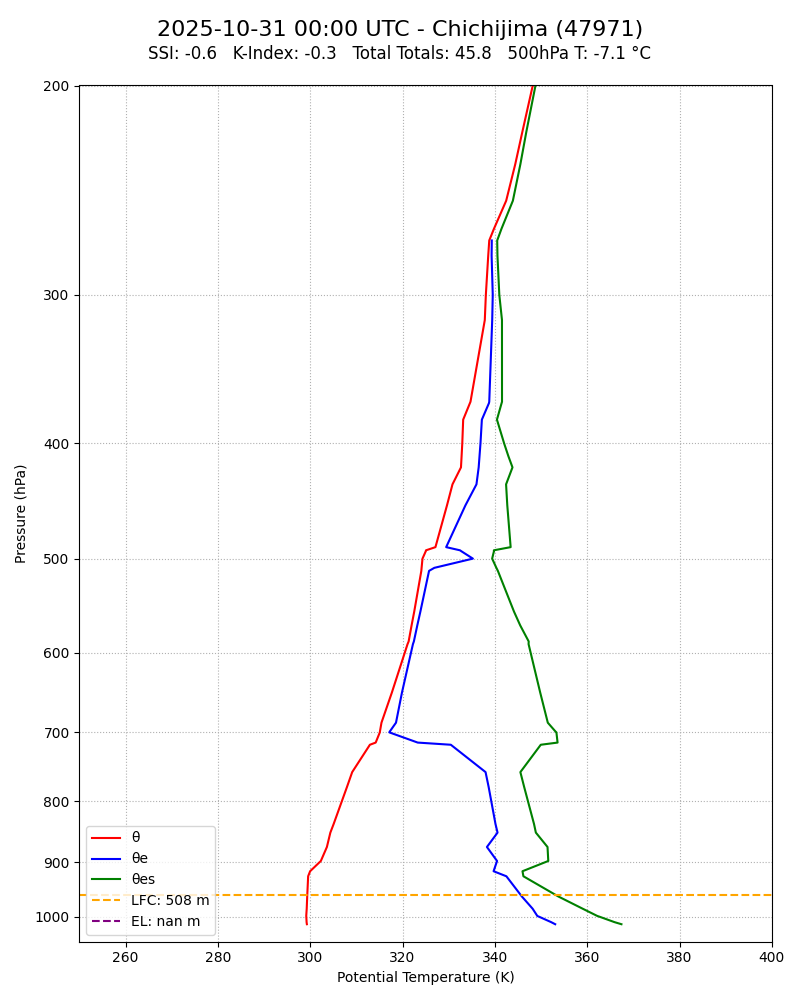 2025-10-31 00:00 UTC - Chichijima (47971)
SSI: -0.6   K-Index: -0.3   Total Totals: 45.8   500hPa T: -7.1 °C
200
300
400
500
600
700
800
900
1000
Pressure (hPa)
θ
θe
θes
LFC: 508 m
EL: nan m
260 280 300 320 340 360 380 400
Potential Temperature (K)